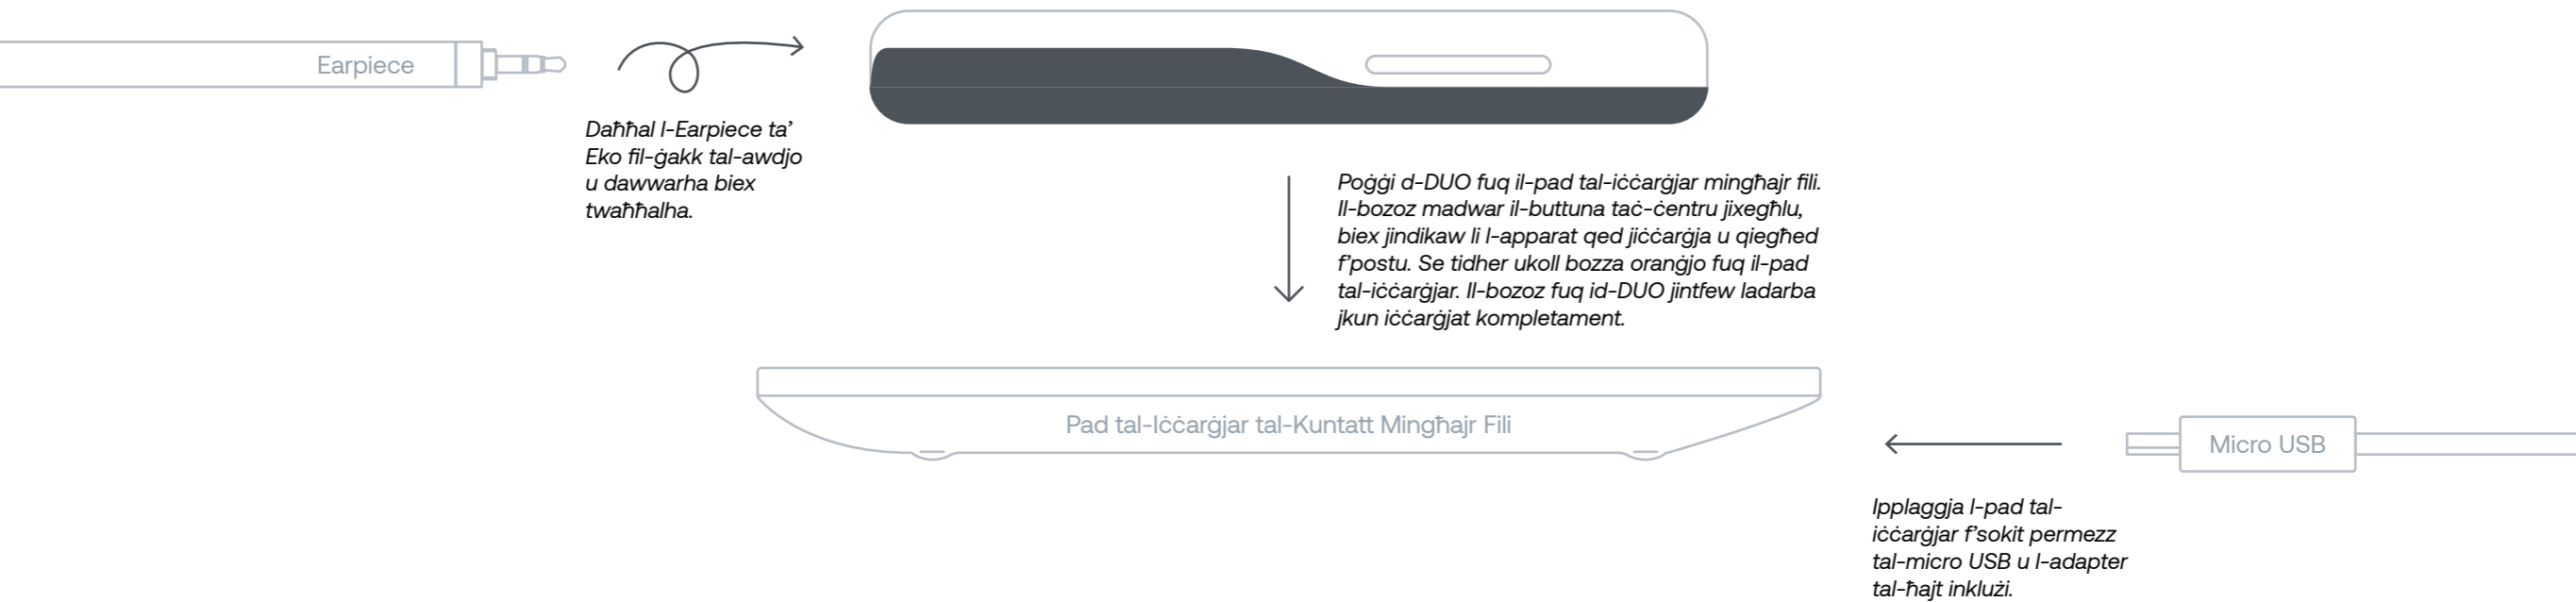 Earpiece
Daħħal l-Earpiece ta’
Eko fil-ġakk tal-awdjo
u dawwarha biex
twaħħalha.
Poġġi d-DUO fuq il-pad tal-iċċarġjar mingħajr fili.
Il-bozoz madwar il-buttuna taċ-ċentru jixegħlu,
biex jindikaw li l-apparat qed jiċċarġja u qiegħed
f’postu. Se tidher ukoll bozza oranġjo fuq il-pad
tal-iċċarġjar. Il-bozoz fuq id-DUO jintfew ladarba
jkun iċċarġjat kompletament.
Pad tal-Iċċarġjar tal-Kuntatt Mingħajr Fili
Micro USB
Ipplaggja l-pad tal-
iċċarġjar f’sokit permezz
tal-micro USB u l-adapter
tal-ħajt inklużi.